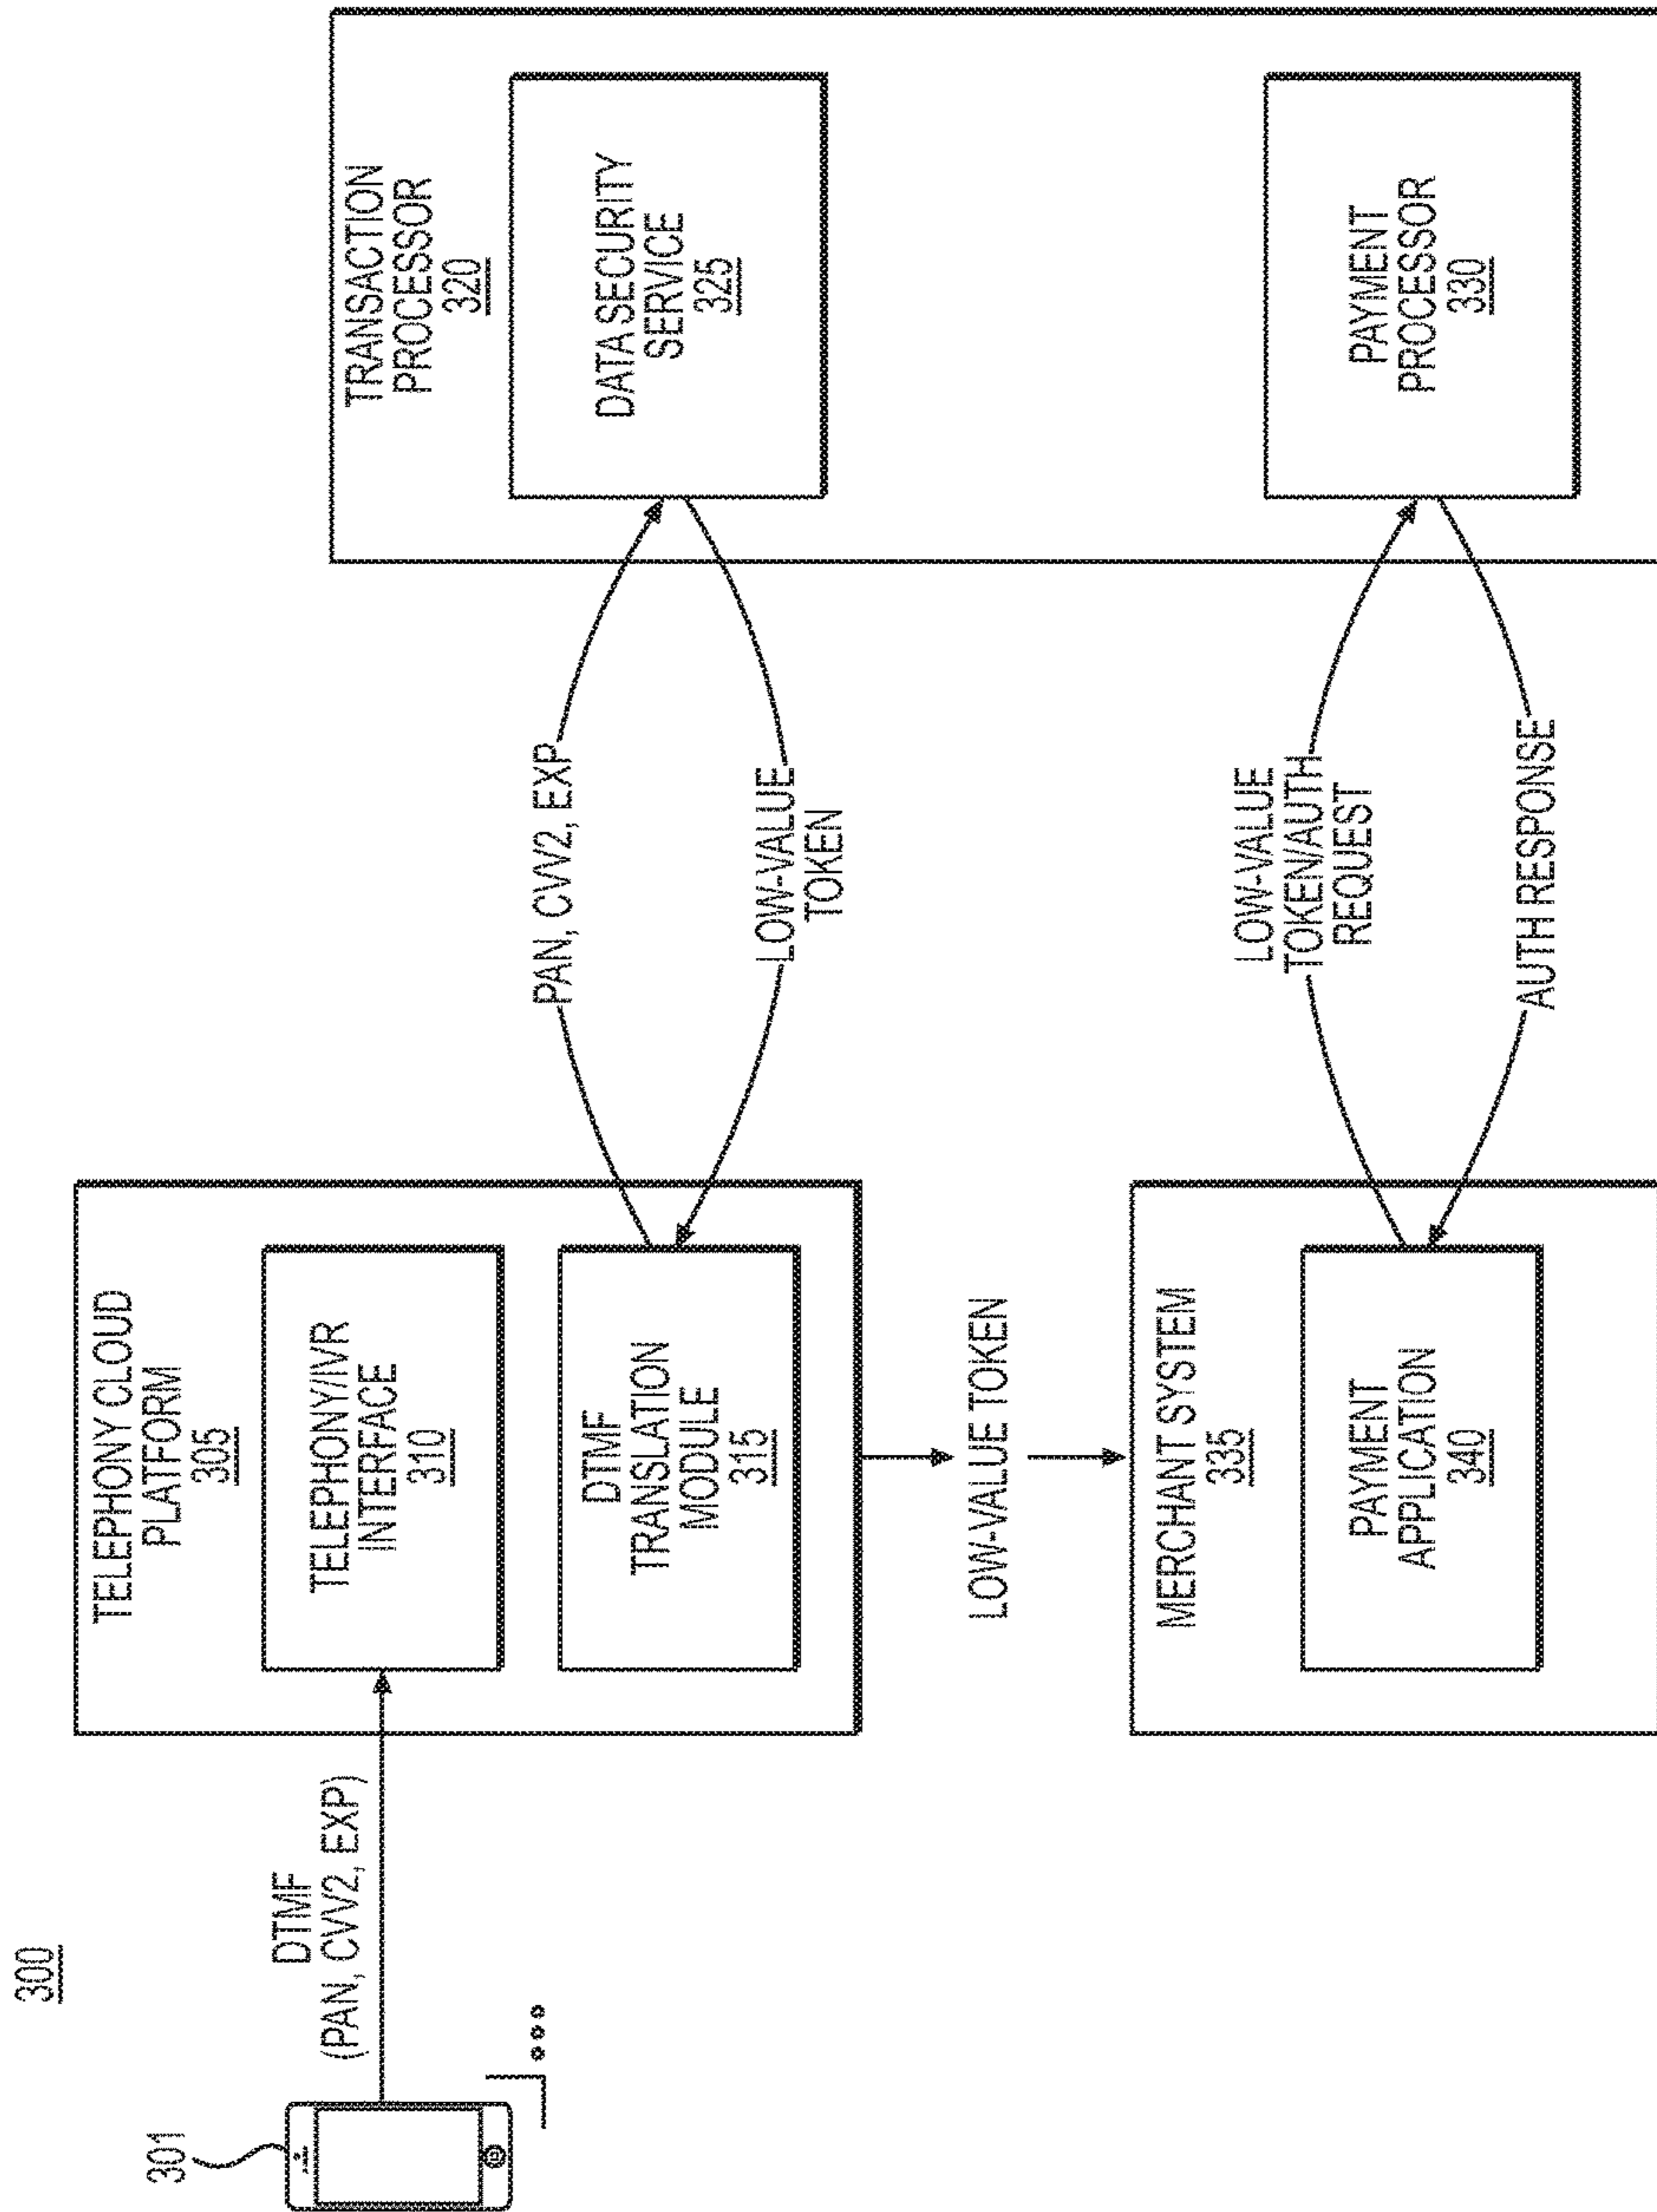 300
301
DTMF
(PAN, CVV2, EXP)
TELEPHONY CLOUD
PLATFORM
305
TELEPHONY/IVR
INTERFACE
310
DTMF
TRANSLATION
MODULE
315
PAN, CVV2, EXP
LOW-VALUE
TOKEN
TRANSACTION
PROCESSOR
320
DATA SECURITY
SERVICE
325
LOW-VALUE TOKEN
MERCHANT SYSTEM
335
PAYMENT
APPLICATION
340
LOW-VALUE
TOKEN/AUTH
REQUEST
AUTH RESPONSE
PAYMENT
PROCESSOR
330